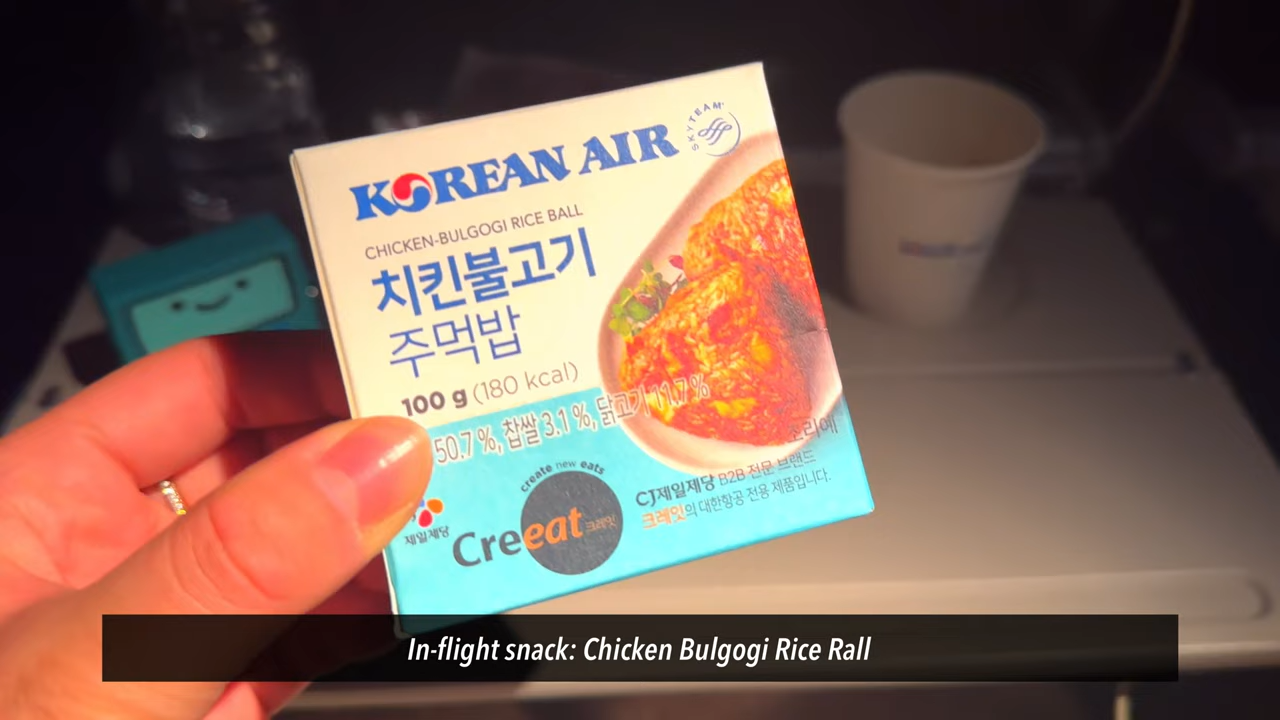 KOREAN AIR
SKYTEAM
CHICKEN-BULGOGI RICE BALL
치킨불고기
주먹밥
100 g (180 kcal)
50.7 %, 찹쌀 3.1 %, 닭고기 11.7 %
조리예
create new eats
Creeat 크레잇
제일제당
CJ제일제당 B2B 전문 브랜드
크레잇의 대한항공 전용 제품입니다.
In-flight snack: Chicken Bulgogi Rice Rall